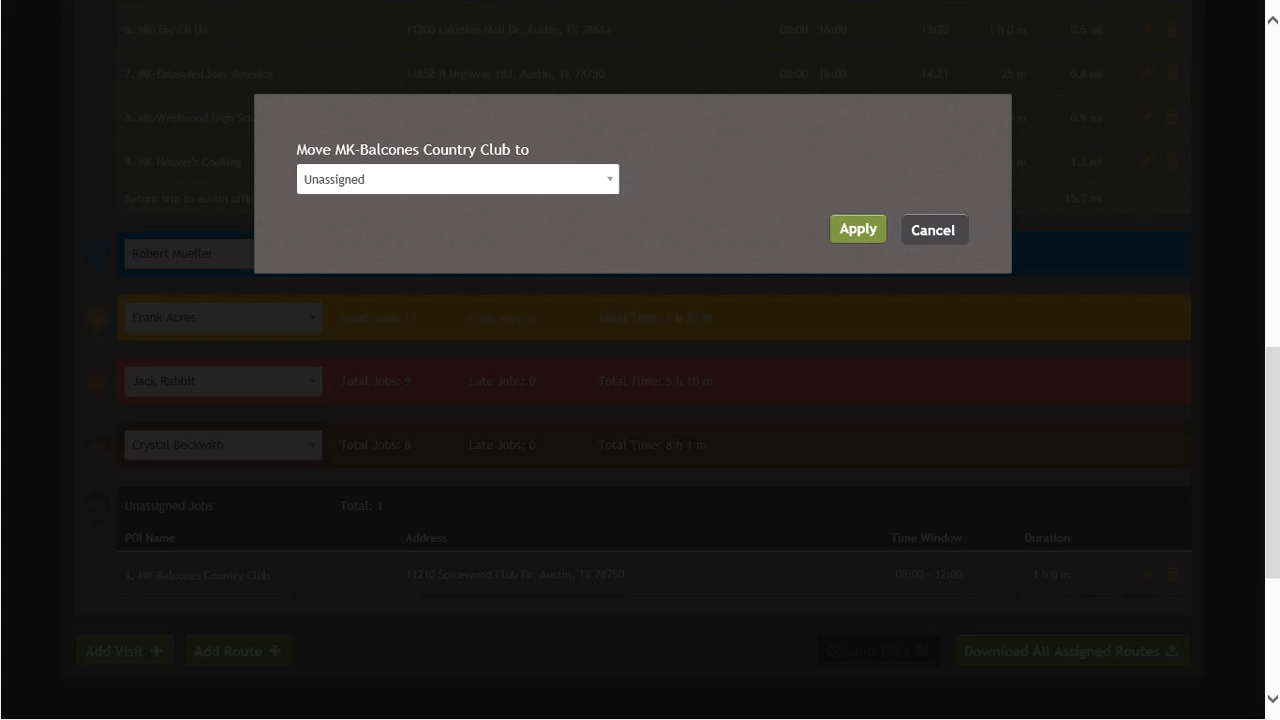 6. MK-Toy's R Us 11200 Lakeline Mall Dr, Austin, TX 78613 08:00 - 16:00 12:20 1 h 0 m 0.5 mi
7. MK-Extended Stay America 13858 N Highway 183, Austin, TX 78750 08:00 - 16:00 14:21 25 m 0.8 mi
8. MK-Westwood High m 0.9 mi
9. MK-Hoover's Cooking m 1.3 mi
Return trip to austin offic 15.2 mi
Move MK-Balcones Country Club to
Unassigned
Apply Cancel
Robert Mueller
Frank Acres
Jack Rabbit Total Jobs: 9 Late Jobs: 0 Total Time: 5 h 10 m
Crystal Beckwith Total Jobs: 8 Late Jobs: 0 Total Time: 8 h 1 m
Unassigned Jobs Total: 1
POI Name Address Time Window Duration
1. MK-Balcones Country Club 11210 Spicewood Club Dr. Austin, TX 78750 08:00 - 12:00 1 h 0 m
Add Visit + Add Route + Commit Plan Download All Assigned Routes